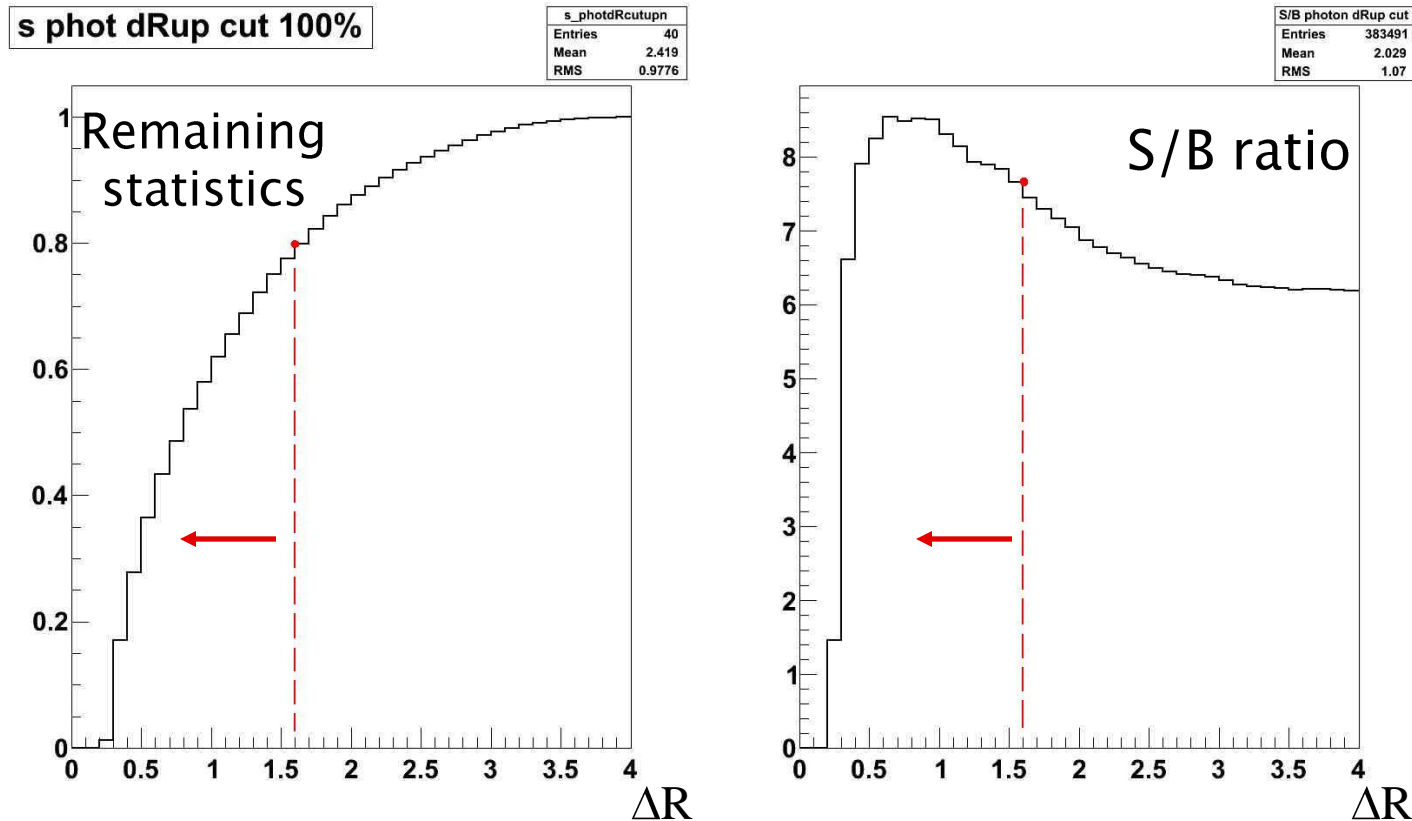 s phot dRup cut 100%
s_photdRcutupn
Entries 40
Mean 2.419
RMS 0.9776
Remaining
statistics
1
0.8
0.6
0.4
0.2
0
0 0.5 1 1.5 2 2.5 3 3.5 4
ΔR
S/B photon dRup cut
Entries 383491
Mean 2.029
RMS 1.07
S/B ratio
8
7
6
5
4
3
2
1
0
0 0.5 1 1.5 2 2.5 3 3.5 4
ΔR